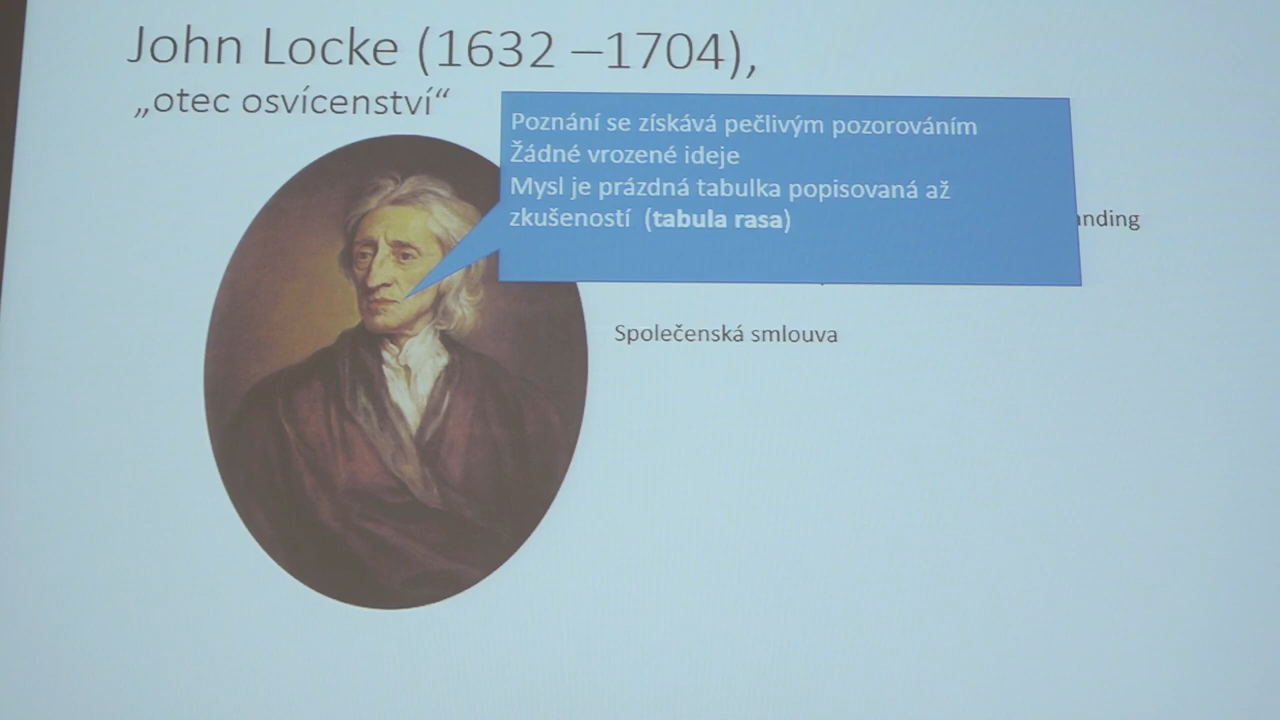 John Locke (1632 –1704),
„otec osvícenství“
Poznání se získává pečlivým pozorováním
Žádné vrozené ideje
Mysl je prázdná tabulka popisovaná až
zkušeností (tabula rasa)
Společenská smlouva